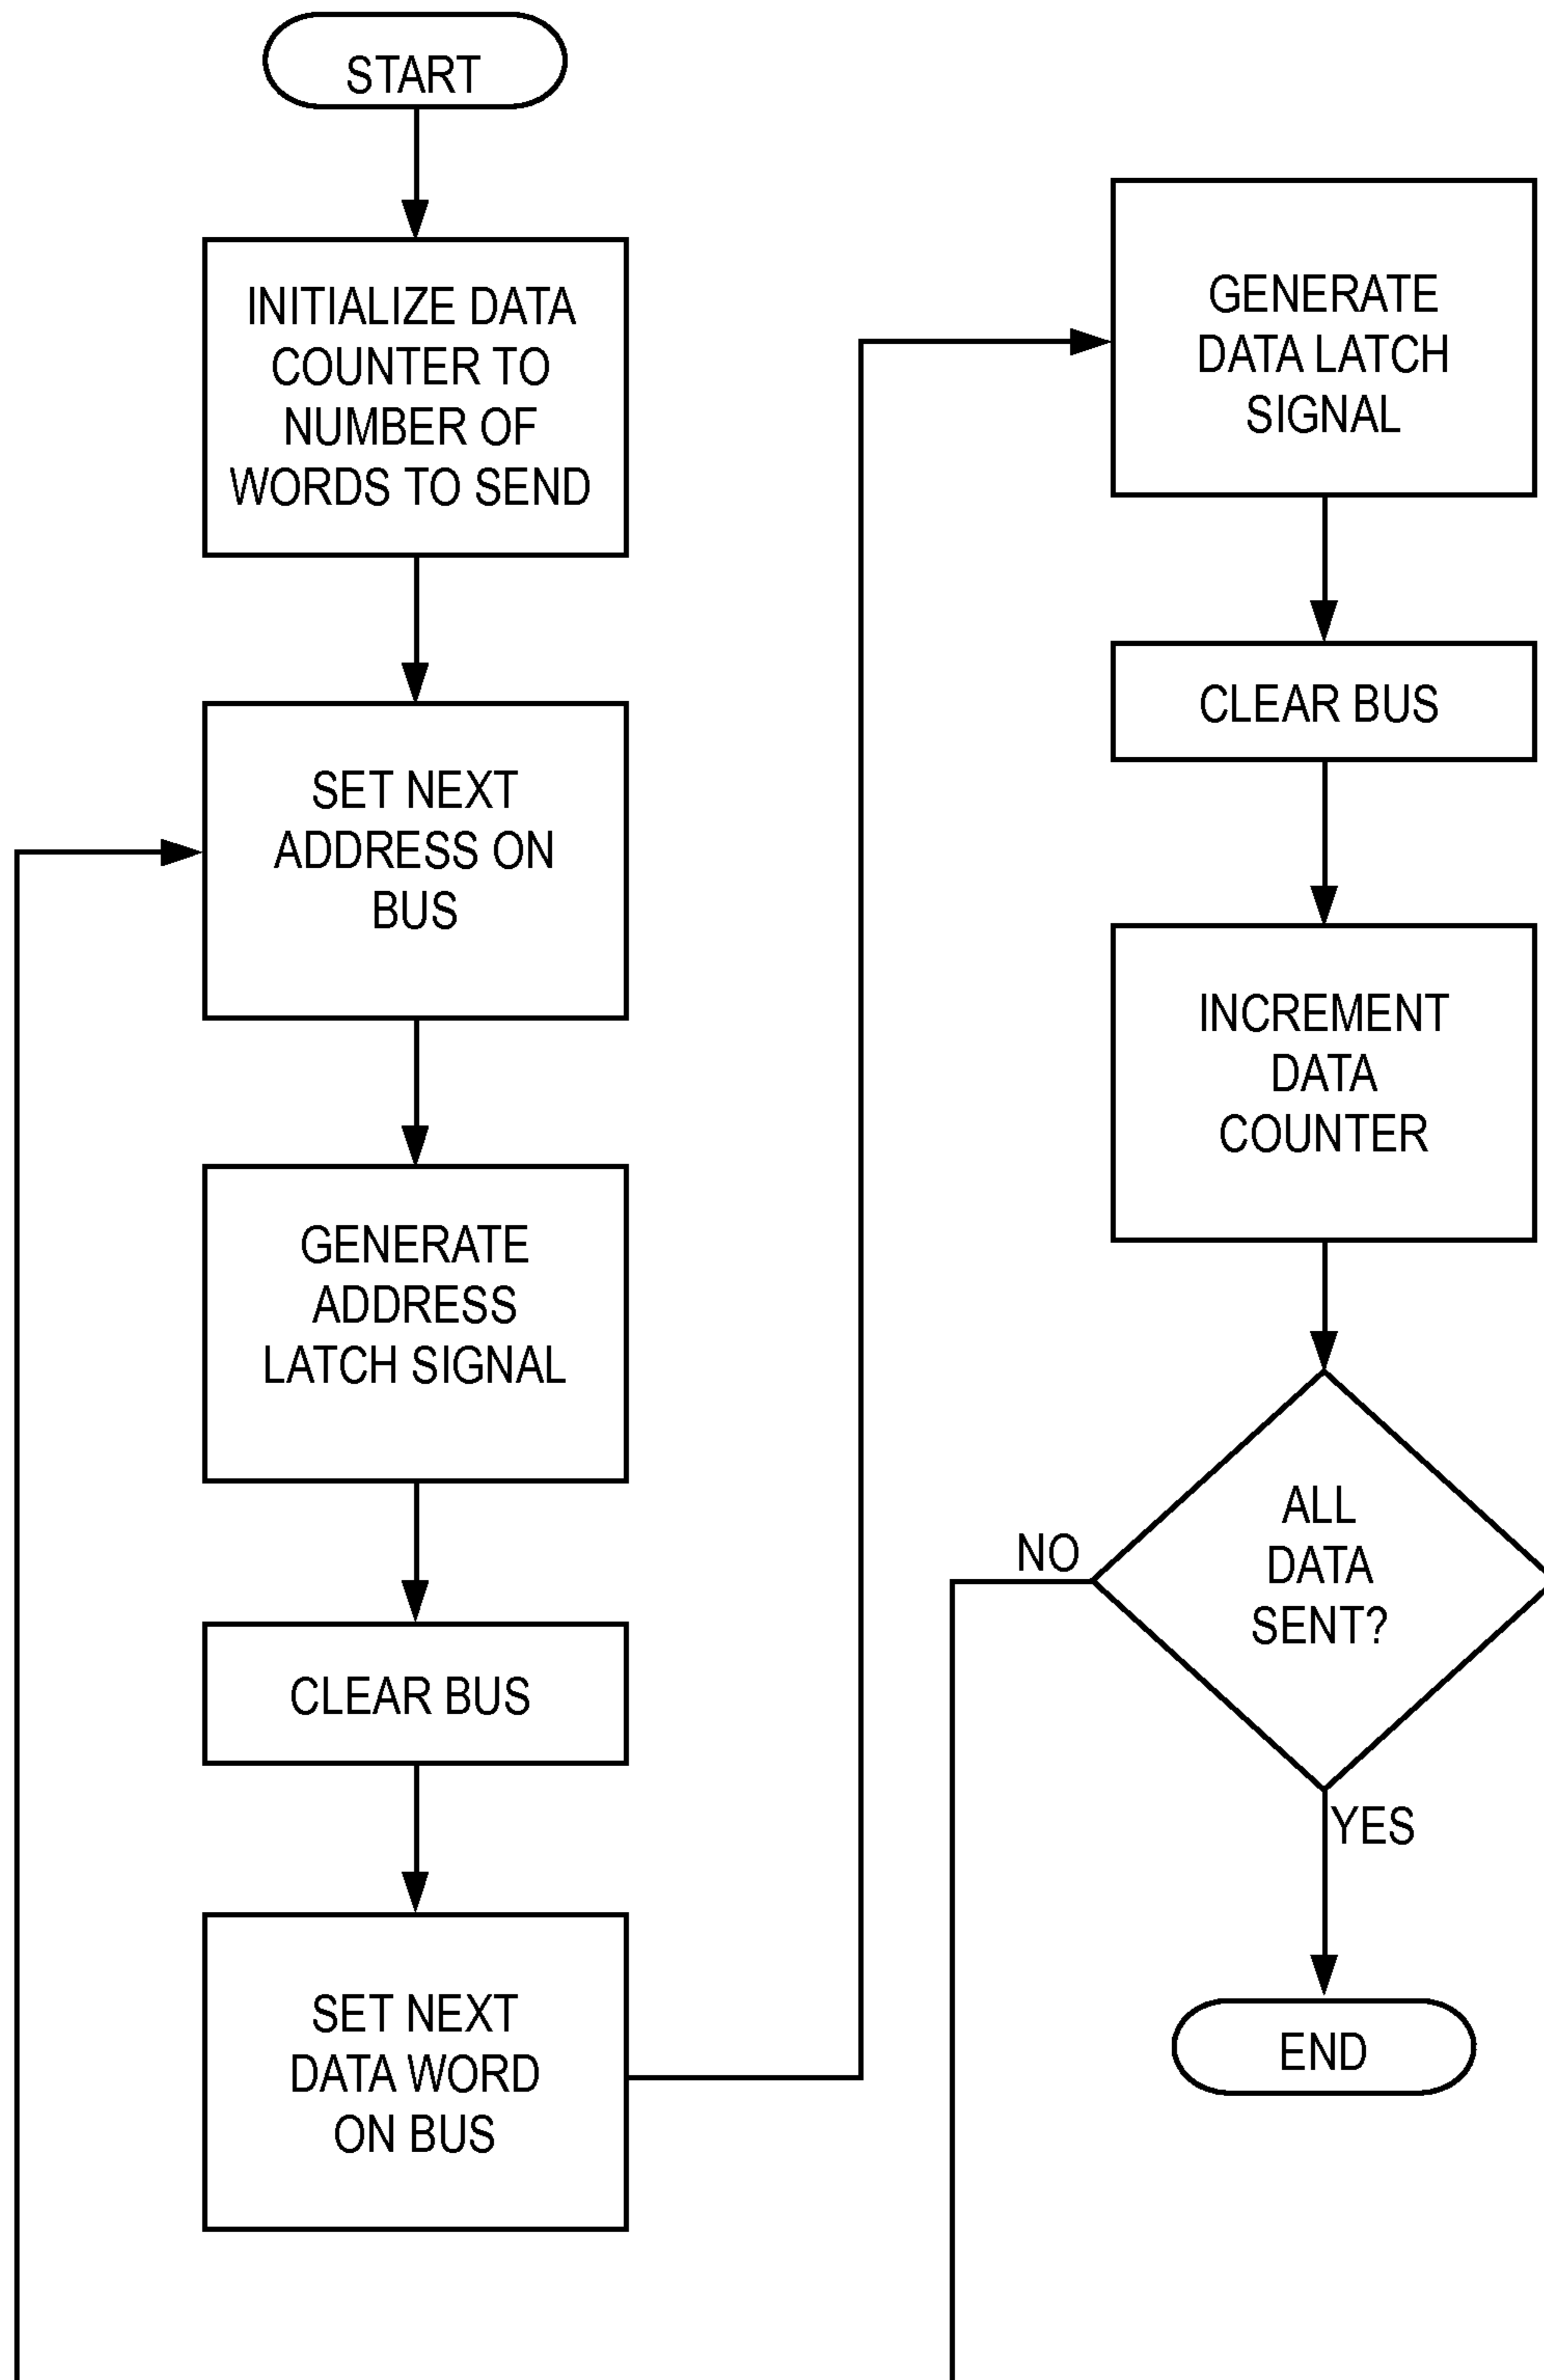 START
INITIALIZE DATA
COUNTER TO
NUMBER OF
WORDS TO SEND
SET NEXT
ADDRESS ON
BUS
GENERATE
ADDRESS
LATCH SIGNAL
CLEAR BUS
SET NEXT
DATA WORD
ON BUS
GENERATE
DATA LATCH
SIGNAL
CLEAR BUS
INCREMENT
DATA
COUNTER
ALL
DATA
SENT?
NO
YES
END